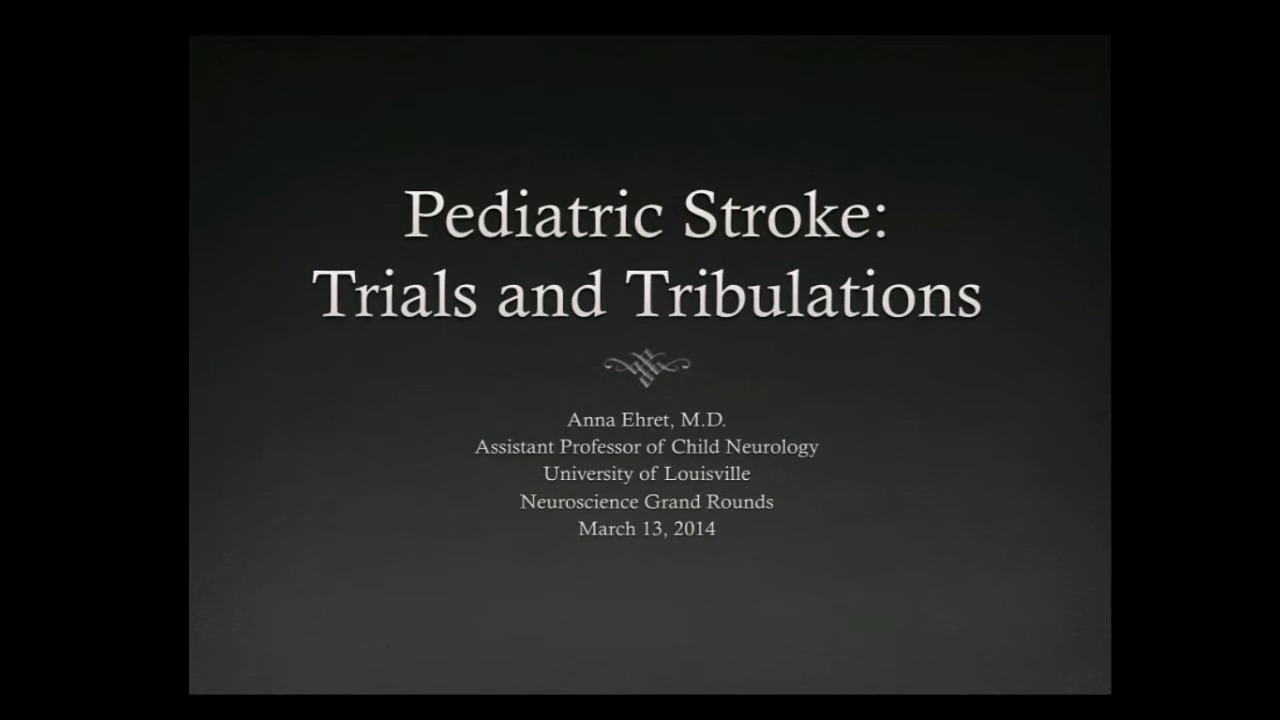 Pediatric Stroke:
Trials and Tribulations
Anna Ehret, M.D.
Assistant Professor of Child Neurology
University of Louisville
Neuroscience Grand Rounds
March 13, 2014